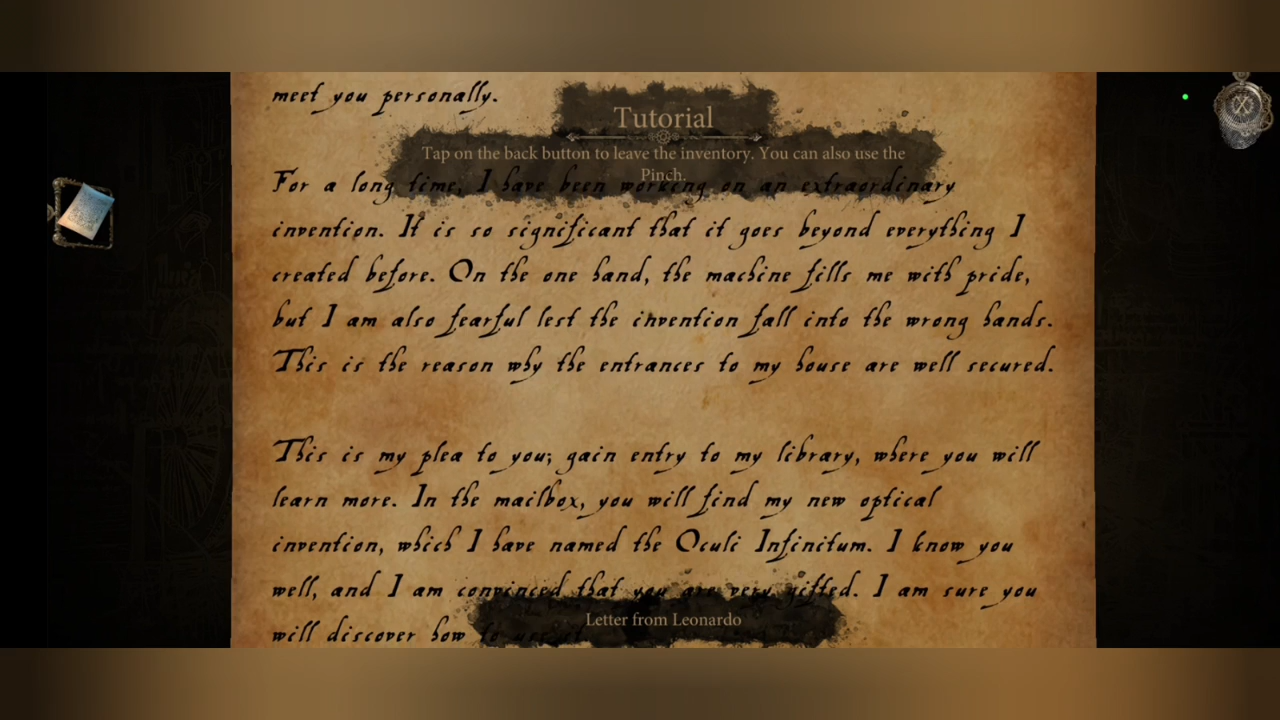 meet you personally.
Tutorial
Tap on the back button to leave the inventory. You can also use the
Pinch.
For a long time, I have been working on an extraordinary
invention. It is so significant that it goes beyond everything I
created before. On the one hand, the machine fills me with pride,
but I am also fearful lest the invention fall into the wrong hands.
This is the reason why the entrances to my house are well secured.
This is my plea to you; gain entry to my library, where you will
learn more. In the mailbox, you will find my new optical
invention, which I have named the Oculi Infinitum. I know you
well, and I am convinced that you are very gifted. I am sure you
will discover how to use it.
Letter from Leonardo